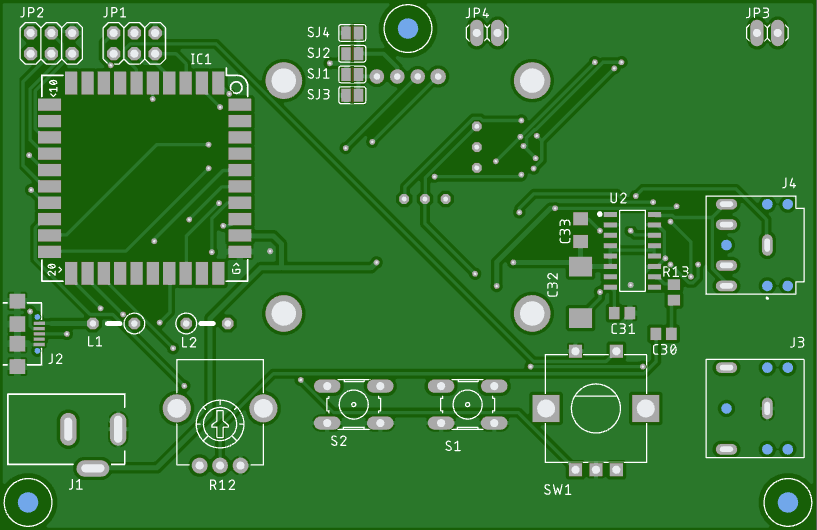 JP2
JP1
IC1
SJ4
SJ2
SJ1
SJ3
JP4
JP3
<10
20>
G>
U2
C33
C32
R13
C31
C30
J4
J3
J2
L1
L2
J1
R12
S2
S1
SW1